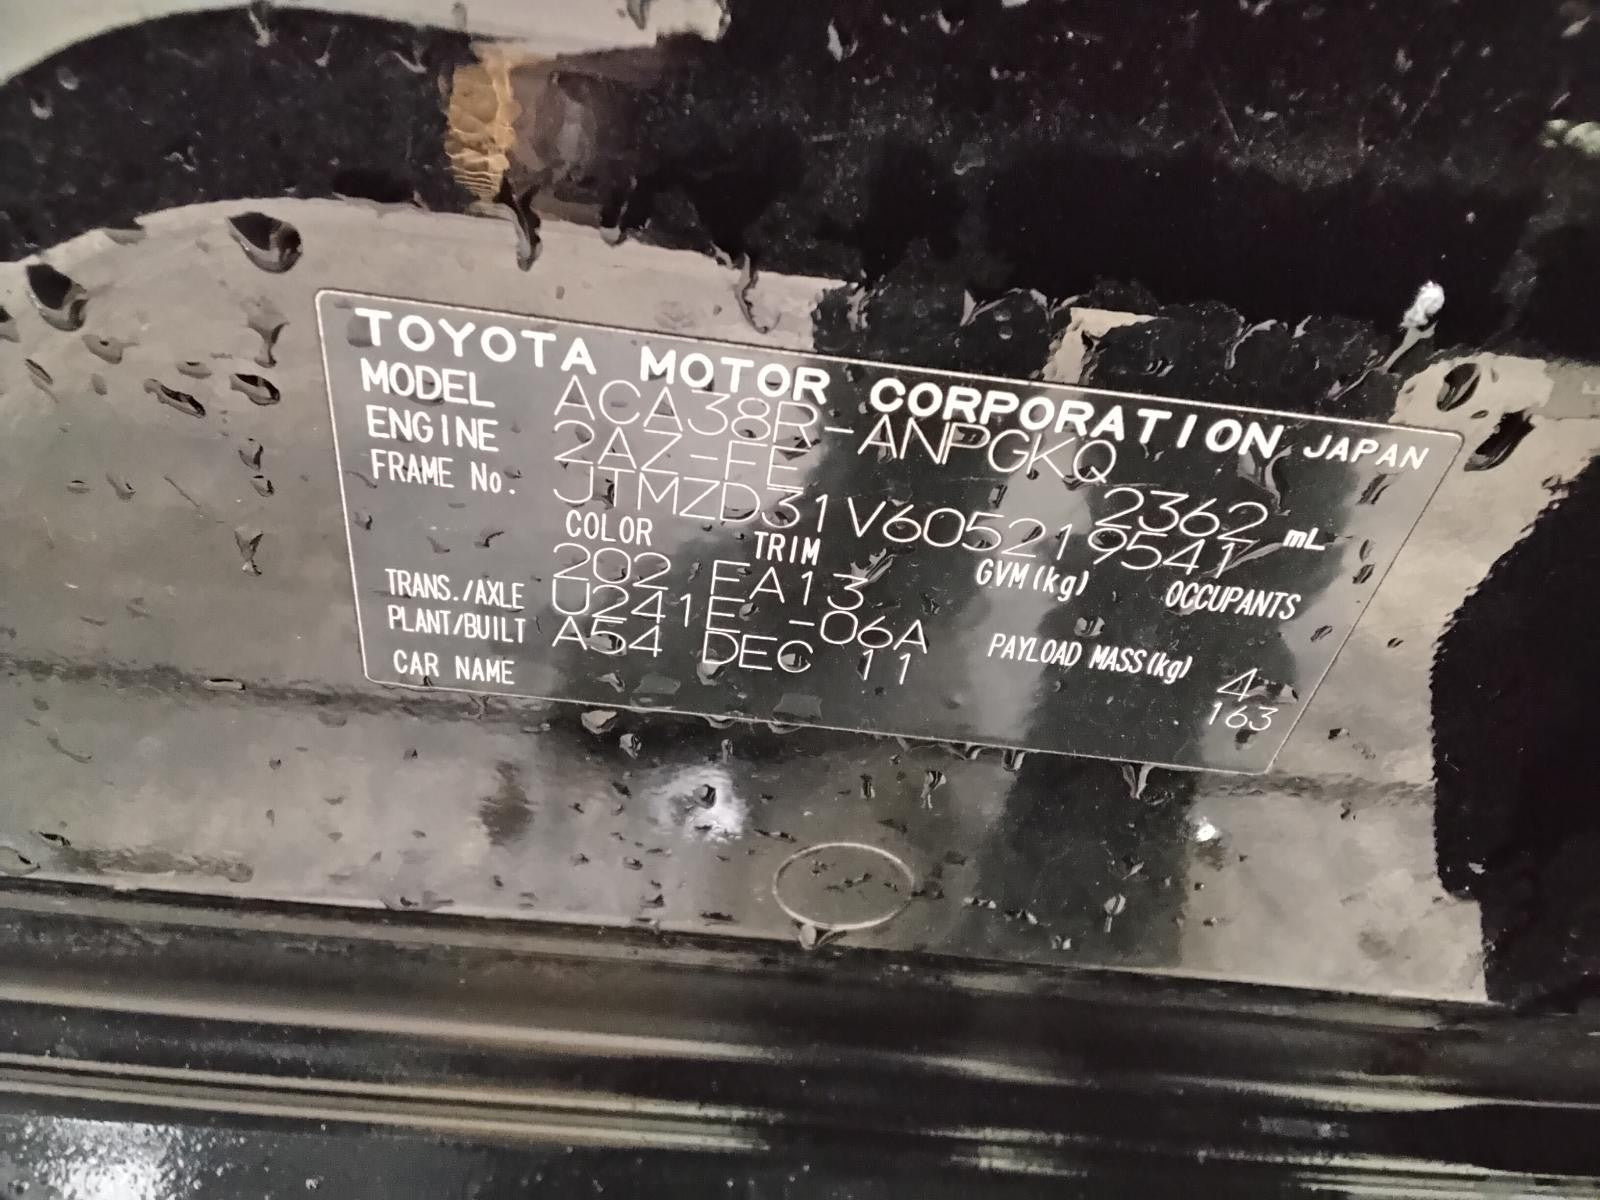 TOYOTA MOTOR CORPORATION JAPAN
MODEL ACA38R-ANPGKQ
ENGINE 2AZ-FE 2362 mL
FRAME No. JTMZD31V605219541
COLOR TRIM GVM(kg) OCCUPANTS
202 FA13
TRANS./AXLE U241E -06A PAYLOAD MASS(kg) 4
PLANT/BUILT A54 DEC 11 163
CAR NAME